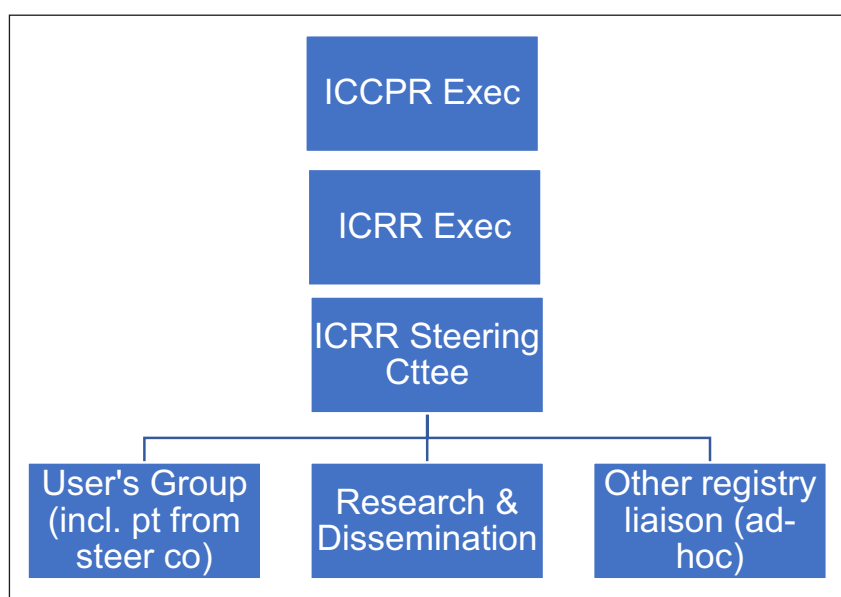 ICCPR Exec
ICRR Exec
ICRR Steering
Cttee
User's Group
(incl. pt from
steer co)
Research &
Dissemination
Other registry
liaison (ad-
hoc)